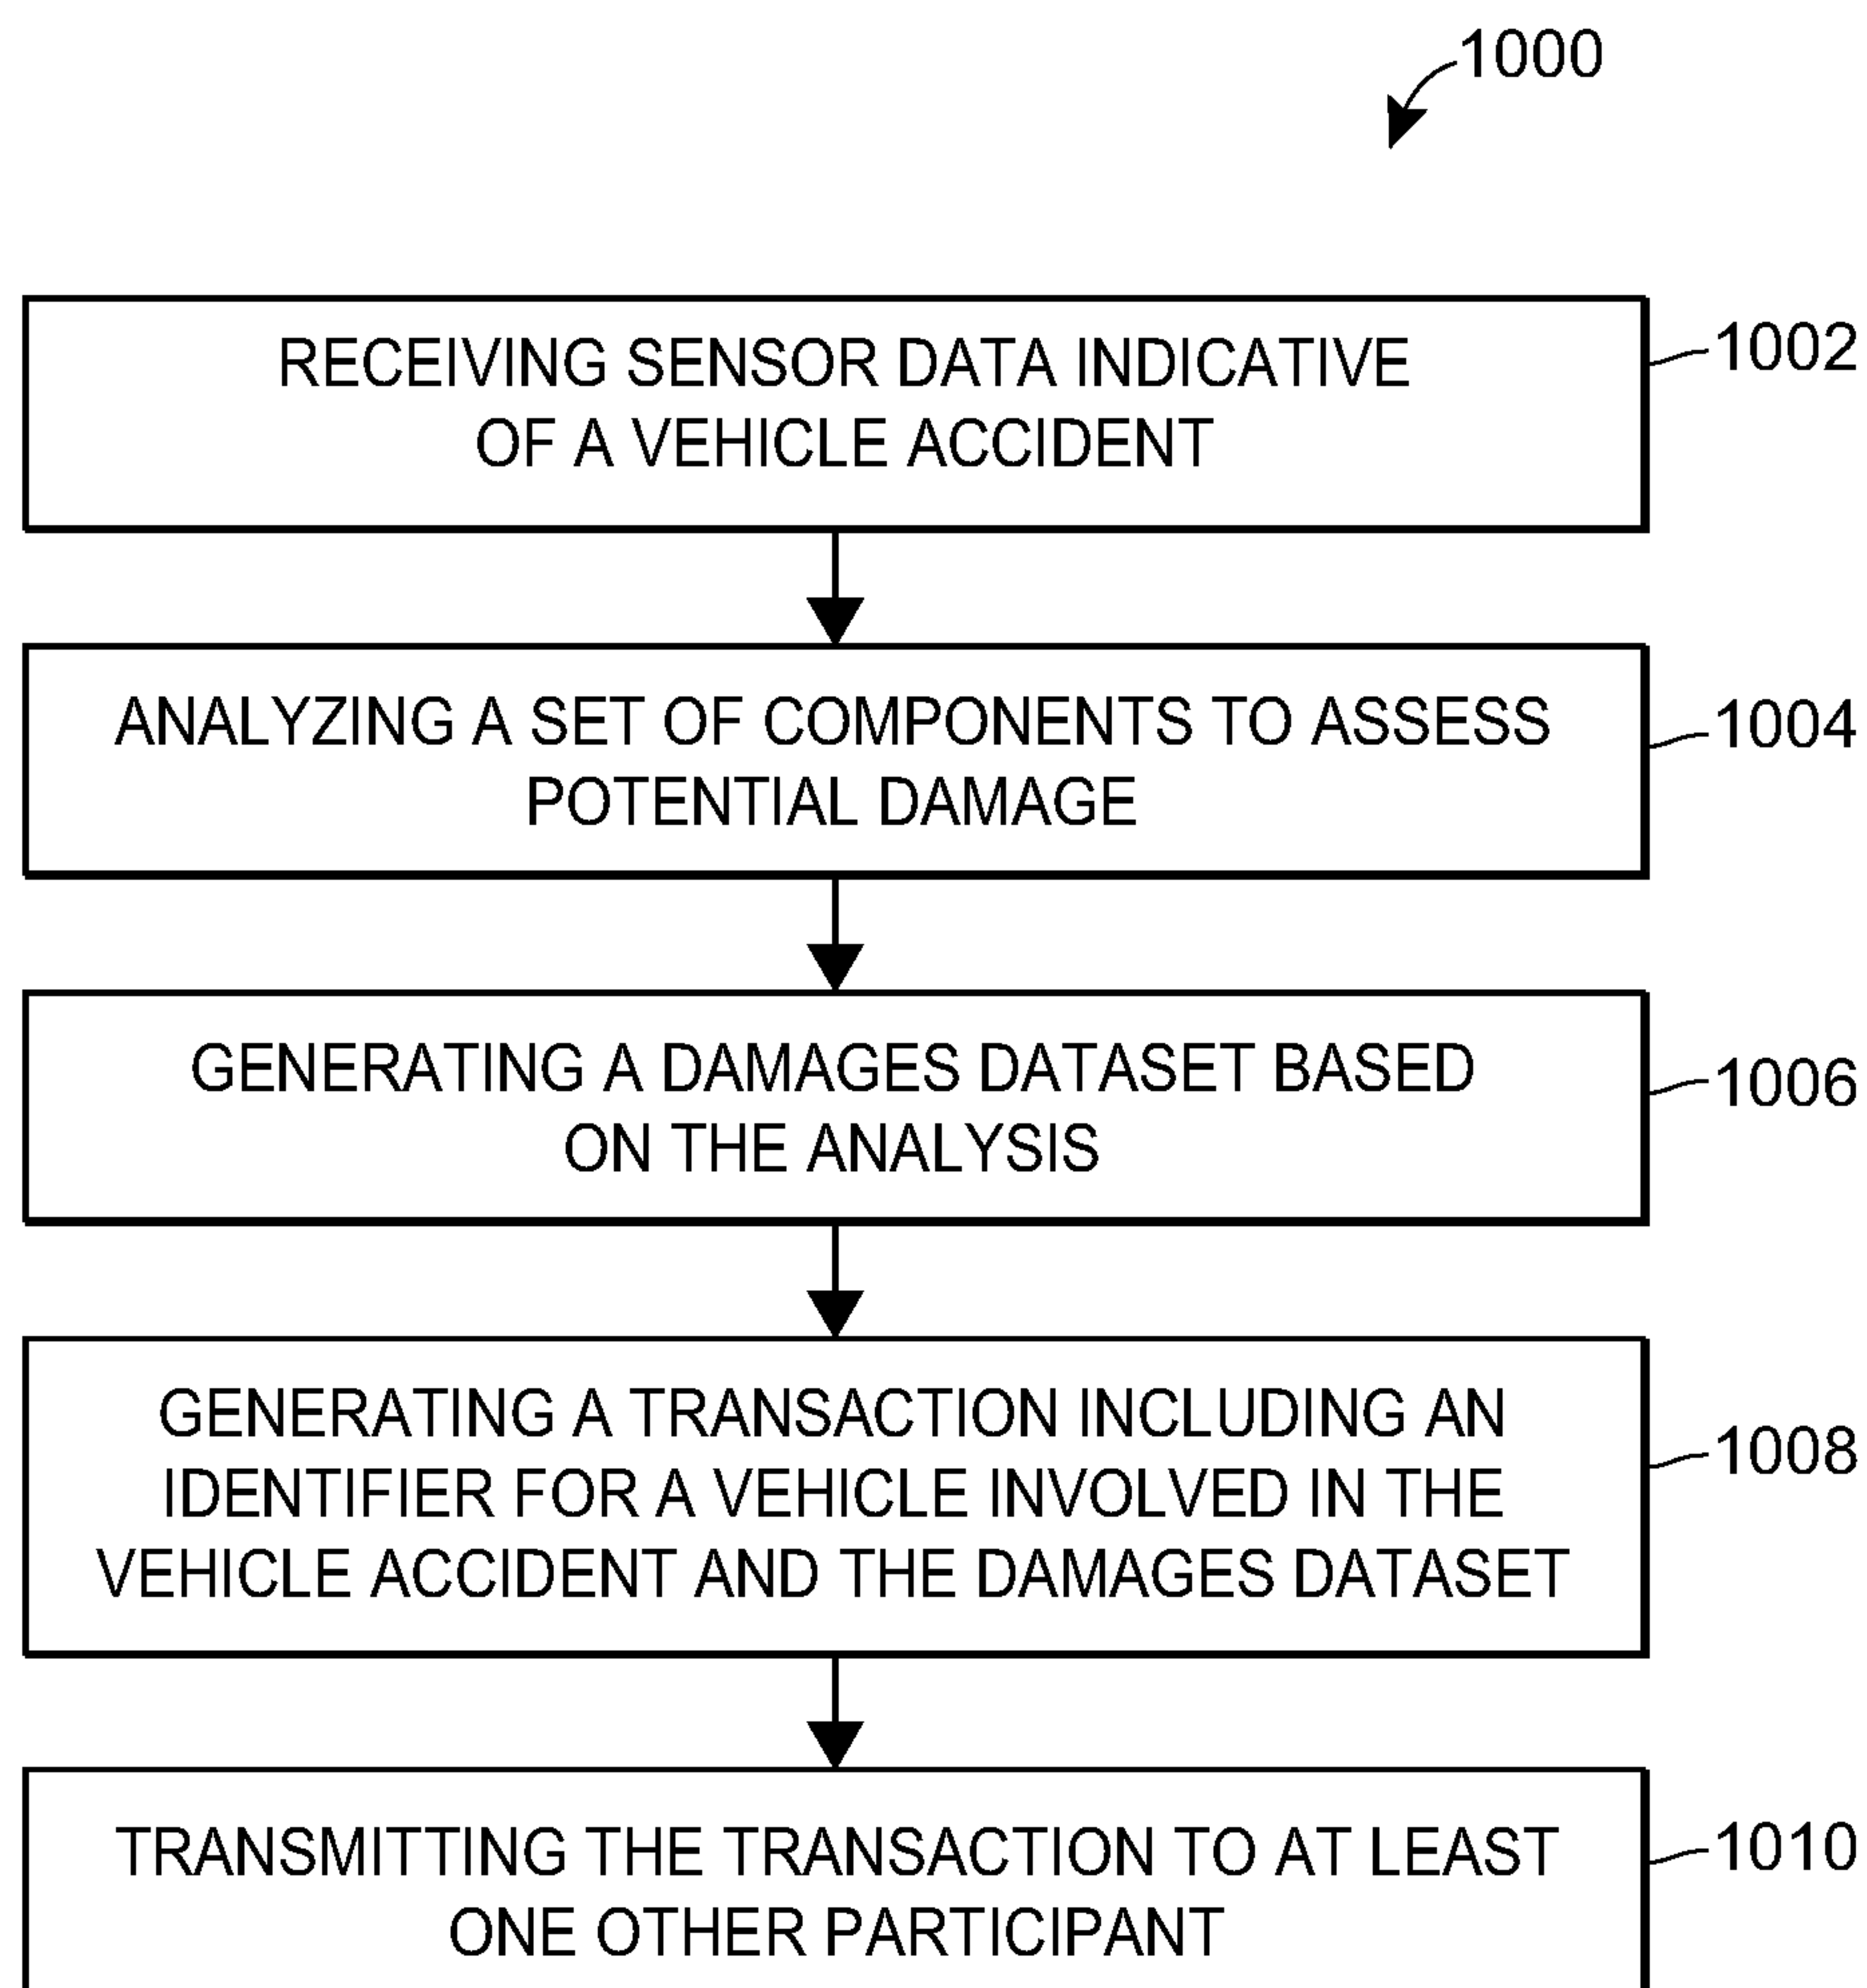 1000
RECEIVING SENSOR DATA INDICATIVE
OF A VEHICLE ACCIDENT
1002
ANALYZING A SET OF COMPONENTS TO ASSESS
POTENTIAL DAMAGE
1004
GENERATING A DAMAGES DATASET BASED
ON THE ANALYSIS
1006
GENERATING A TRANSACTION INCLUDING AN
IDENTIFIER FOR A VEHICLE INVOLVED IN THE
VEHICLE ACCIDENT AND THE DAMAGES DATASET
1008
TRANSMITTING THE TRANSACTION TO AT LEAST
ONE OTHER PARTICIPANT
1010